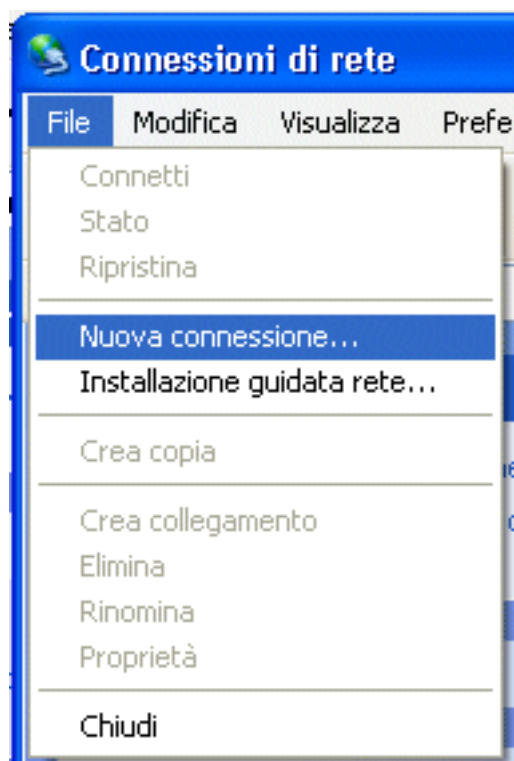 Connessioni di rete
File Modifica Visualizza Prefe
Connetti
Stato
Ripristina
Nuova connessione...
Installazione guidata rete...
Crea copia
Crea collegamento
Elimina
Rinomina
Proprietà
Chiudi